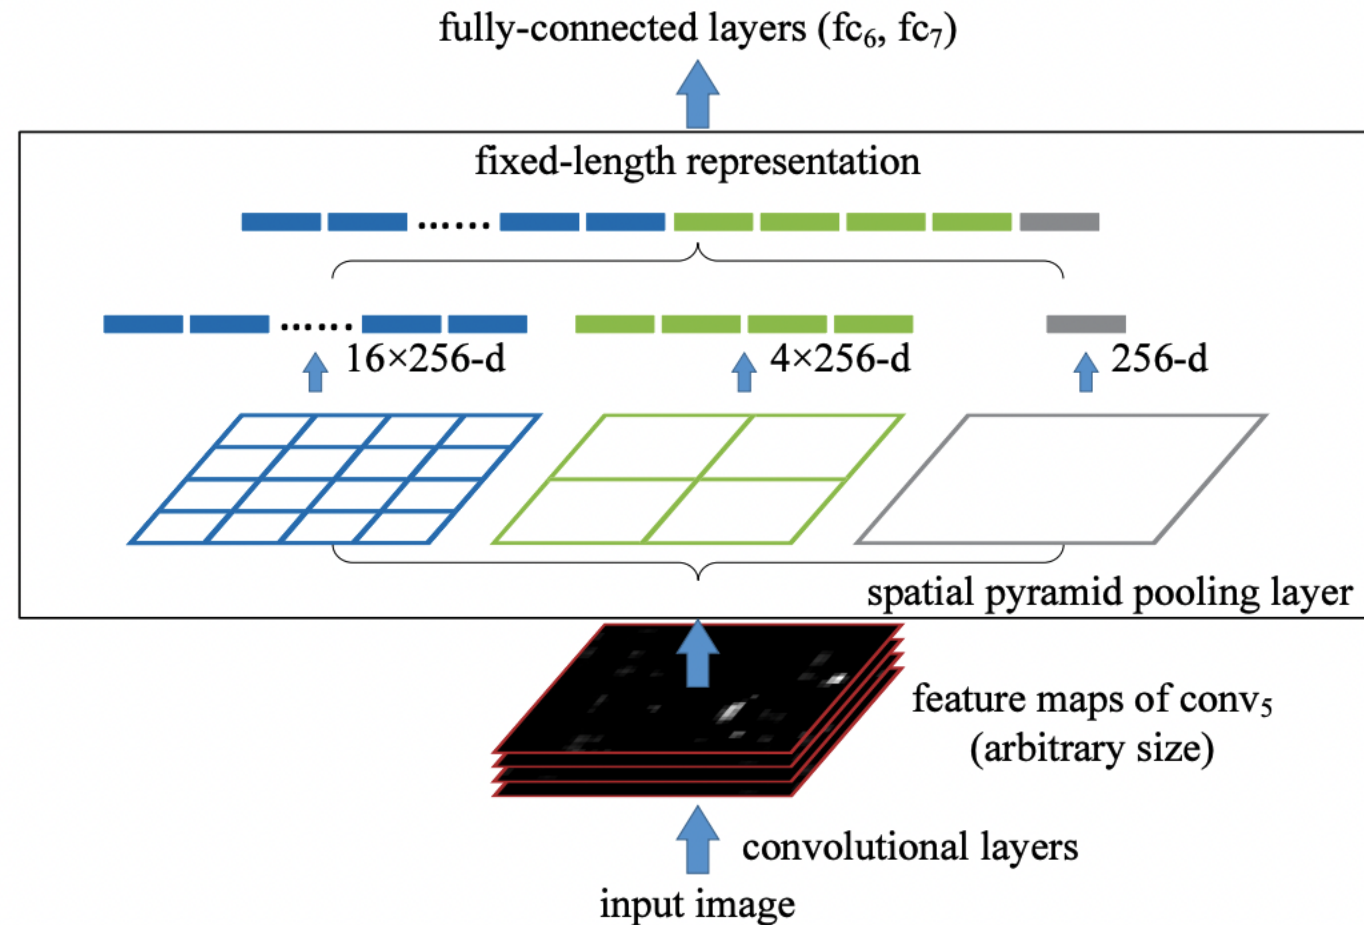 fully-connected layers (fc₆, fc₇)
fixed-length representation
16×256-d
4×256-d
256-d
spatial pyramid pooling layer
feature maps of conv₅
(arbitrary size)
convolutional layers
input image